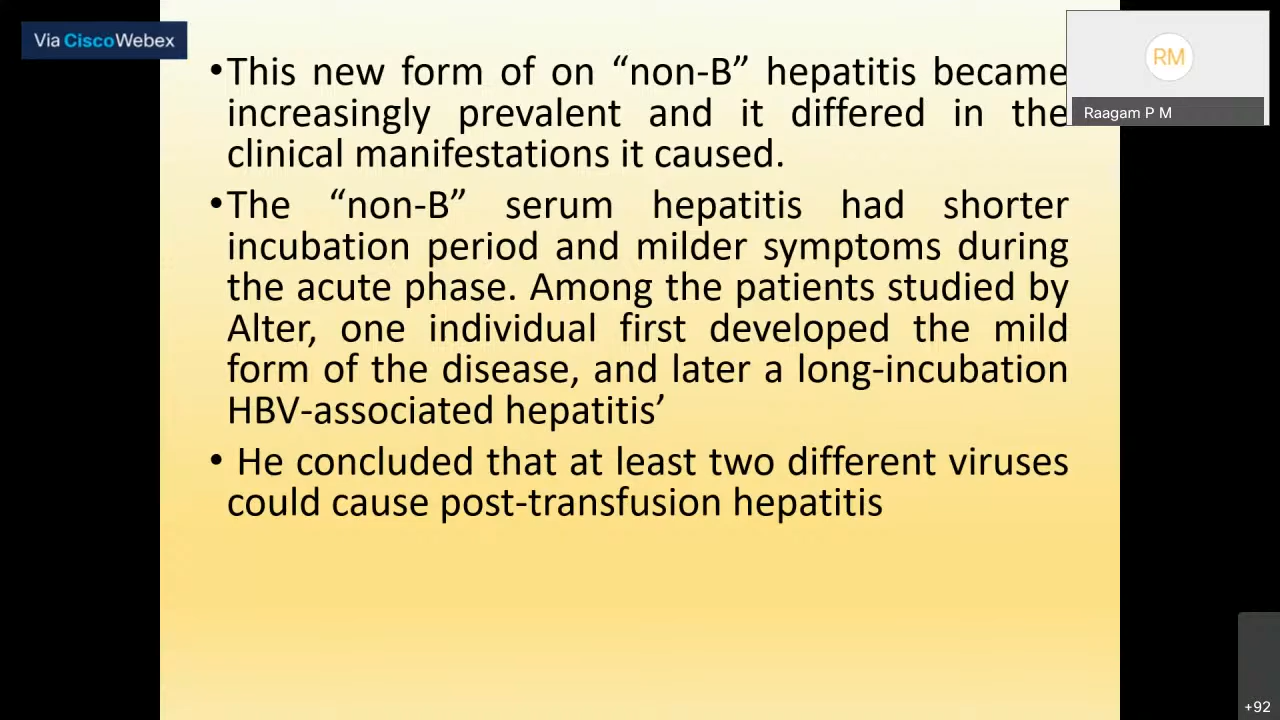 Via CiscoWebex
•This new form of on “non-B” hepatitis became
increasingly prevalent and it differed in the
clinical manifestations it caused.
•The “non-B” serum hepatitis had shorter
incubation period and milder symptoms during
the acute phase. Among the patients studied by
Alter, one individual first developed the mild
form of the disease, and later a long-incubation
HBV-associated hepatitis’
• He concluded that at least two different viruses
could cause post-transfusion hepatitis
RM
Raagam P M
+92